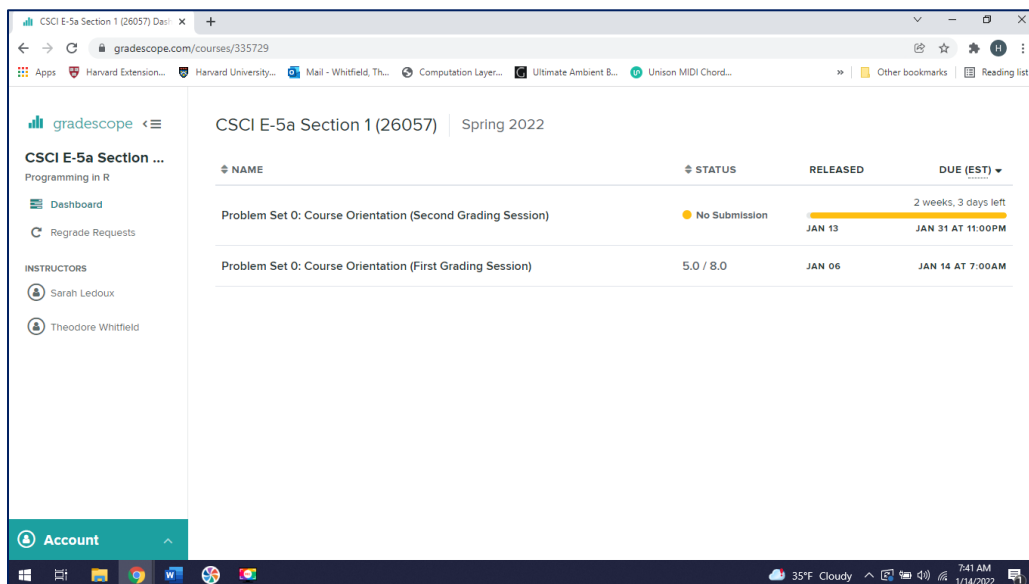 CSCI E-5a Section 1 (26057) Das
gradescope.com/courses/335729
H
Apps Harvard Extension... Harvard University... Mail - Whitfield, Th... Computation Layer... Ultimate Ambient B... Unison MIDI Chord... » Other bookmarks Reading list
gradescope
CSCI E-5a Section 1 (26057) Spring 2022
CSCI E-5a Section ...
Programming in R
Dashboard
Regrade Requests
INSTRUCTORS
Sarah Ledoux
Theodore Whitfield
NAME STATUS RELEASED DUE (EST)
Problem Set 0: Course Orientation (Second Grading Session) No Submission
2 weeks, 3 days left
JAN 13 JAN 31 AT 11:00PM
Problem Set 0: Course Orientation (First Grading Session) 5.0 / 8.0 JAN 06 JAN 14 AT 7:00AM
Account
35°F Cloudy
7:41 AM
1/14/2022